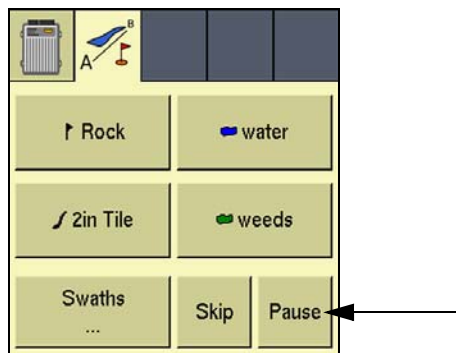 A B
Rock
water
2in Tile
weeds
Swaths
...
Skip
Pause